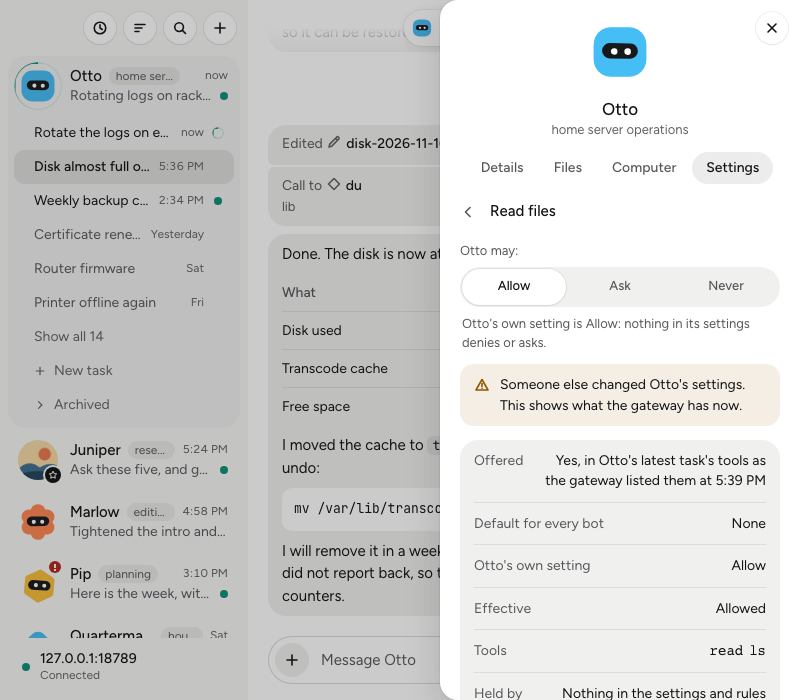 Otto home ser... now
Rotating logs on rack...
Rotate the logs on e... now
Disk almost full o... 5:36 PM
Weekly backup c... 2:34 PM
Certificate rene... Yesterday
Router firmware Sat
Printer offline again Fri
Show all 14
+ New task
Archived
Juniper rese... 5:24 PM
Ask these five, and g...
Marlow editi... 4:58 PM
Tightened the intro and...
Pip planning 3:10 PM
Here is the week, wit...
Quarterma hou... Sat
127.0.0.1:18789
Connected
so it can be restor
Edited disk-2026-11-1
Call to du
lib
Done. The disk is now at
What
Disk used
Transcode cache
Free space
I moved the cache to t
undo:
mv /var/lib/transco
I will remove it in a week
did not report back, so t
counters.
Message Otto
Otto
home server operations
Details Files Computer Settings
Read files
Otto may:
Allow Ask Never
Otto's own setting is Allow: nothing in its settings
denies or asks.
Someone else changed Otto's settings.
This shows what the gateway has now.
Offered Yes, in Otto's latest task's tools as
the gateway listed them at 5:39 PM
Default for every bot None
Otto's own setting Allow
Effective Allowed
Tools read ls
Held by Nothing in the settings and rules